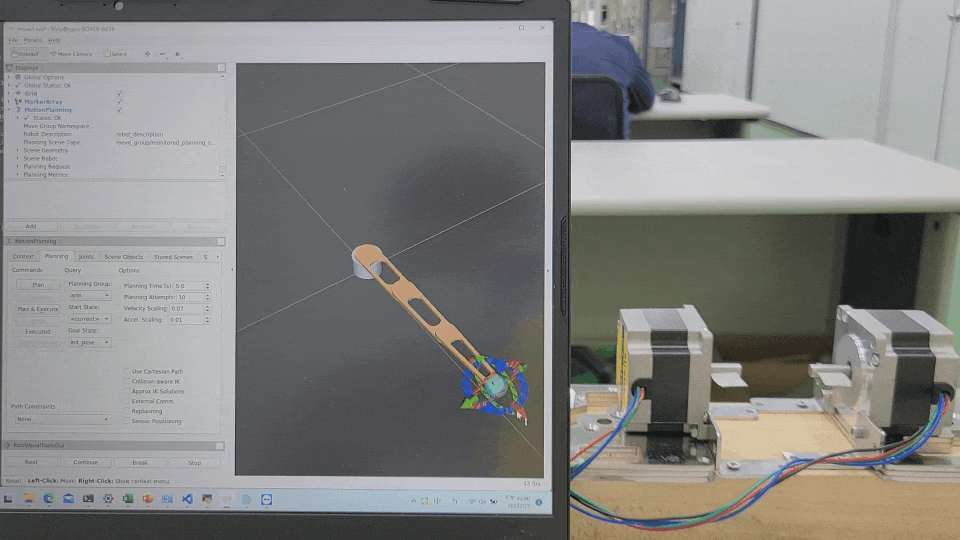 File Panels Help
Interact Move Camera Select
Displays
Global Options
Global Status: Ok
Grid
MarkerArray
MotionPlanning
Status: Ok
Move Group Namespace
Robot Description robot_description
Planning Scene Topic move_group/monitored_planning_s...
Scene Geometry
Scene Robot
Planning Request
Planning Metrics
Add
MotionPlanning
Context Planning Joints Scene Objects Stored Scenes S
Commands Query Options
Plan
Planning Group:
arm
Planning Time (s): 5.0
Planning Attempts: 10
Plan & Execute
Start State:
<current>
Velocity Scaling: 0.07
Accel. Scaling: 0.01
Executed
Goal State:
init_pose
Use Cartesian Path
Collision-aware IK
Approx IK Solutions
External Comm.
Replanning
Sensor Positioning
Path Constraints
None
RvizVisualToolsGui
Next Continue Break Stop
Reset Left-Click: Move. Right-Click: Show context menu.